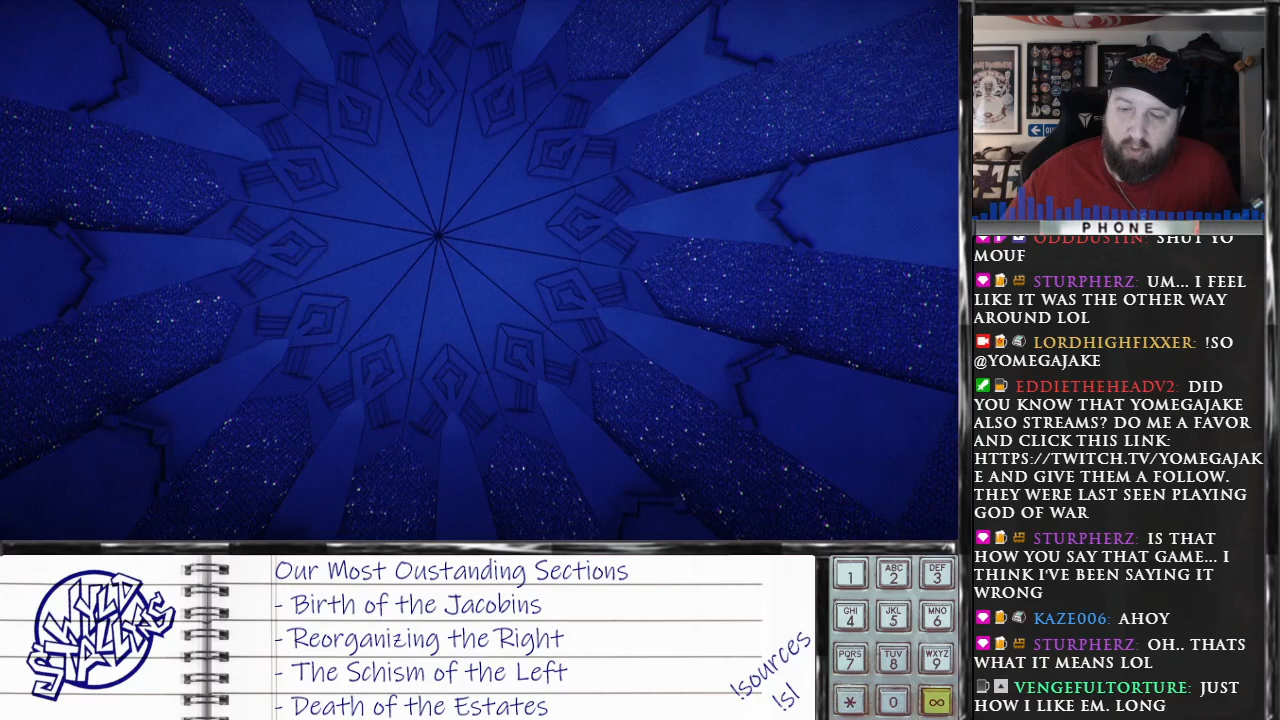 ODDDUSTIN: SHUT YO
MOUF
STURPHERZ: UM... I FEEL
LIKE IT WAS THE OTHER WAY
AROUND LOL
LORDHIGHFIXXER: !SO
@YOMEGAJAKE
EDDIETHEHEADV2: DID
YOU KNOW THAT YOMEGAJAKE
ALSO STREAMS? DO ME A FAVOR
AND CLICK THIS LINK:
HTTPS://TWITCH.TV/YOMEGAJAK
E AND GIVE THEM A FOLLOW.
THEY WERE LAST SEEN PLAYING
GOD OF WAR
STURPHERZ: IS THAT
HOW YOU SAY THAT GAME... I
THINK I'VE BEEN SAYING IT
WRONG
KAZE006: AHOY
STURPHERZ: OH.. THATS
WHAT IT MEANS LOL
VENGEFULTORTURE: JUST
HOW I LIKE EM. LONG
PHONE
WYLD
STALLYNS
Our Most Oustanding Sections
- Birth of the Jacobins
- Reorganizing the Right
- The Schism of the Left
- Death of the Estates
!sources
!sl
1
ABC
2
DEF
3
GHI
4
JKL
5
MNO
6
PQRS
7
TUV
8
WXYZ
9
*
0
∞